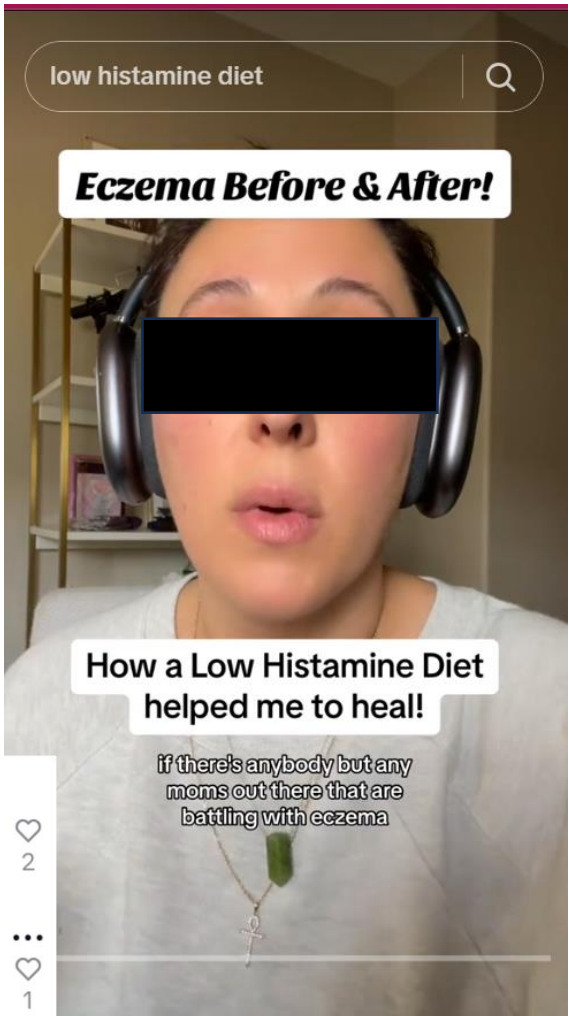 low histamine diet
Eczema Before & After!
How a Low Histamine Diet
helped me to heal!
if there's anybody but any
moms out there that are
battling with eczema
2
1